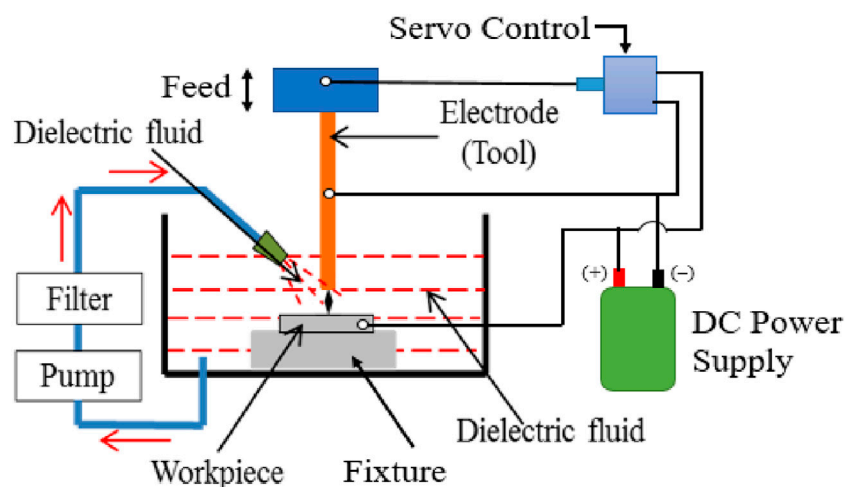 Servo Control
Feed
Dielectric fluid
Electrode
(Tool)
Filter
Pump
(+)
(−)
DC Power
Supply
Dielectric fluid
Workpiece
Fixture